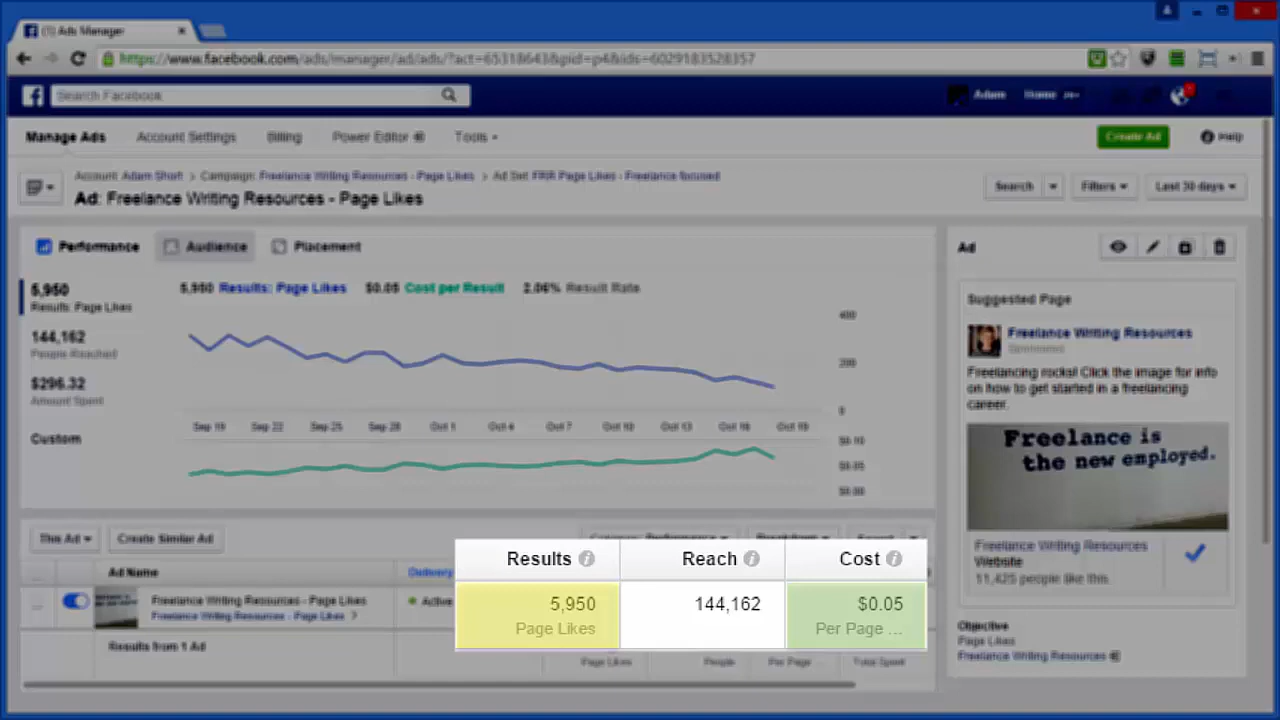 (1) Ads Manager
https://www.facebook.com/ads/manager/ad/ads/?act=65318643&pid=p4&ids=6029183528357
Search Facebook
Adam
Home
Manage Ads
Account Settings
Billing
Power Editor
Tools
Create Ad
Help
Account: Adam Short > Campaign: Freelance Writing Resources - Page Likes > Ad Set: FRR Page Likes - Freelance focused
Ad: Freelance Writing Resources - Page Likes
Search
Filters
Last 30 days
Performance
Audience
Placement
5,950
Results: Page Likes
144,162
People Reached
$296.32
Amount Spent
Custom
5,950 Results: Page Likes
$0.05 Cost per Result
2.06% Result Rate
400
200
0
Sep 19
Sep 22
Sep 25
Sep 28
Oct 1
Oct 4
Oct 7
Oct 10
Oct 13
Oct 16
Oct 19
$0.10
$0.05
$0.00
Ad
Suggested Page
Freelance Writing Resources
Sponsored
Freelancing rocks! Click the image for info
on how to get started in a freelancing
career.
Freelance is
the new employed.
Freelance Writing Resources
Website
11,425 people like this.
Objective
Page Likes
Freelance Writing Resources
This Ad
Create Similar Ad
Ad Name
Delivery
Results
Reach
Cost
Freelance Writing Resources - Page Likes
Freelance Writing Resources - Page Likes
Active
5,950
Page Likes
144,162
$0.05
Per Page ...
Results from 1 Ad
Page Likes
People
Per Page
Total Spent